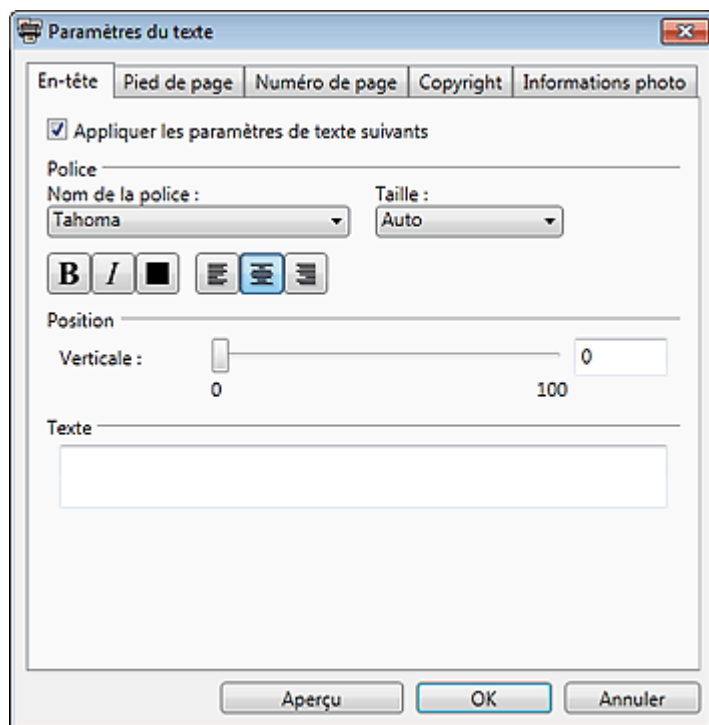 Paramètres du texte
En-tête Pied de page Numéro de page Copyright Informations photo
Appliquer les paramètres de texte suivants
Police
Nom de la police : Taille :
Tahoma Auto
B I
Position
Verticale : 0
0 100
Texte
Aperçu OK Annuler